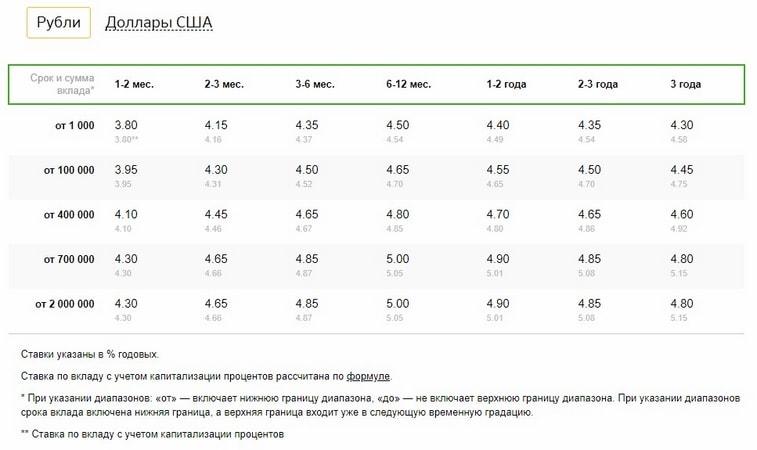 Рубли Доллары США
Срок и сумма вклада* 1-2 мес. 2-3 мес. 3-6 мес. 6-12 мес. 1-2 года 2-3 года 3 года
от 1 000 3.80 4.15 4.35 4.50 4.40 4.35 4.30
3.80** 4.16 4.37 4.54 4.49 4.54 4.58
от 100 000 3.95 4.30 4.50 4.65 4.55 4.50 4.45
3.95 4.31 4.52 4.70 4.65 4.70 4.75
от 400 000 4.10 4.45 4.65 4.80 4.70 4.65 4.60
4.10 4.46 4.67 4.85 4.80 4.86 4.92
от 700 000 4.30 4.65 4.85 5.00 4.90 4.85 4.80
4.30 4.66 4.87 5.05 5.01 5.08 5.15
от 2 000 000 4.30 4.65 4.85 5.00 4.90 4.85 4.80
4.30 4.66 4.87 5.05 5.01 5.08 5.15
Ставки указаны в % годовых.
Ставка по вкладу с учетом капитализации процентов рассчитана по формуле.
* При указании диапазонов: «от» — включает нижнюю границу диапазона, «до» — не включает верхнюю границу диапазона. При указании диапазонов
срока вклада включена нижняя граница, а верхняя граница входит уже в следующую временную градацию.
** Ставка по вкладу с учетом капитализации процентов